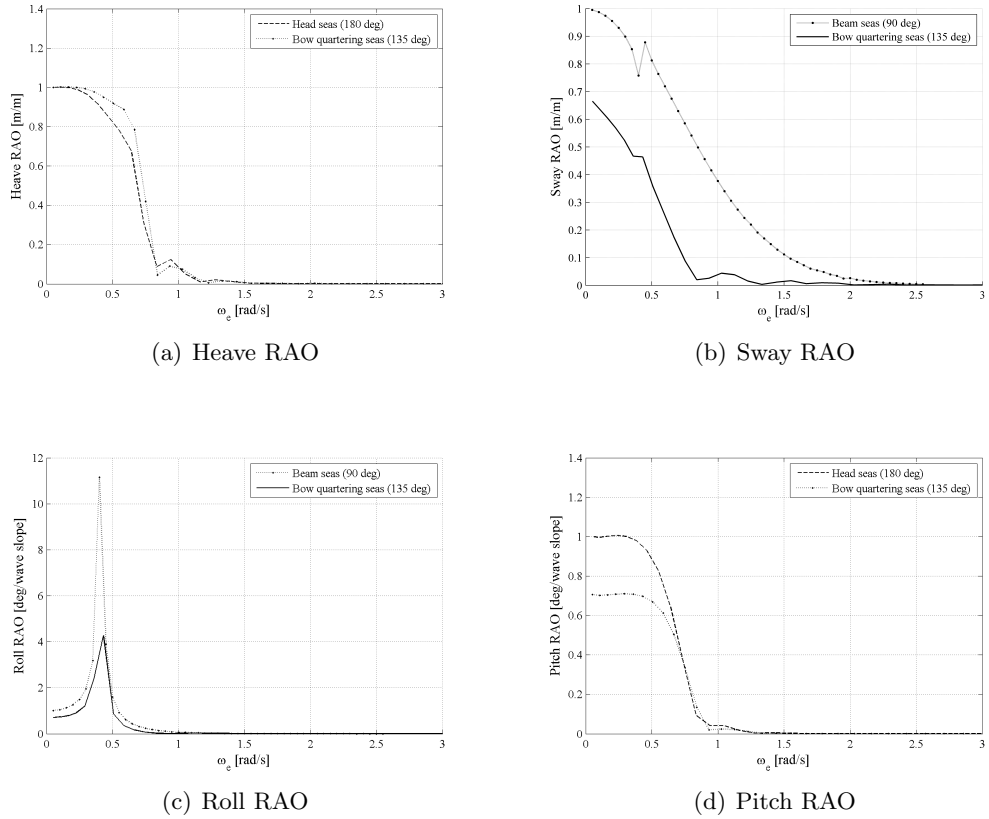 1.4
1.2
1
0.8
0.6
0.4
0.2
0
Heave RAO [m/m]
Head seas (180 deg)
Bow quartering seas (135 deg)
0 0.5 1 1.5 2 2.5 3
ω_e [rad/s]
(a) Heave RAO
1
0.9
0.8
0.7
0.6
0.5
0.4
0.3
0.2
0.1
0
Sway RAO [m/m]
Beam seas (90 deg)
Bow quartering seas (135 deg)
0 0.5 1 1.5 2 2.5 3
ω_e [rad/s]
(b) Sway RAO
12
10
8
6
4
2
0
Roll RAO [deg/wave slope]
Beam seas (90 deg)
Bow quartering seas (135 deg)
0 0.5 1 1.5 2 2.5 3
ω_e [rad/s]
(c) Roll RAO
1.4
1.2
1
0.8
0.6
0.4
0.2
0
Pitch RAO [deg/wave slope]
Head seas (180 deg)
Bow quartering seas (135 deg)
0 0.5 1 1.5 2 2.5 3
ω_e [rad/s]
(d) Pitch RAO